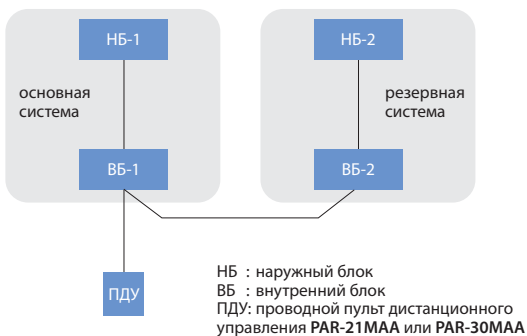 НБ-1
НБ-2
основная
система
резервная
система
ВБ-1
ВБ-2
ПДУ
НБ : наружный блок
ВБ : внутренний блок
ПДУ: проводной пульт дистанционного
управления PAR-21MAA или PAR-30MAA